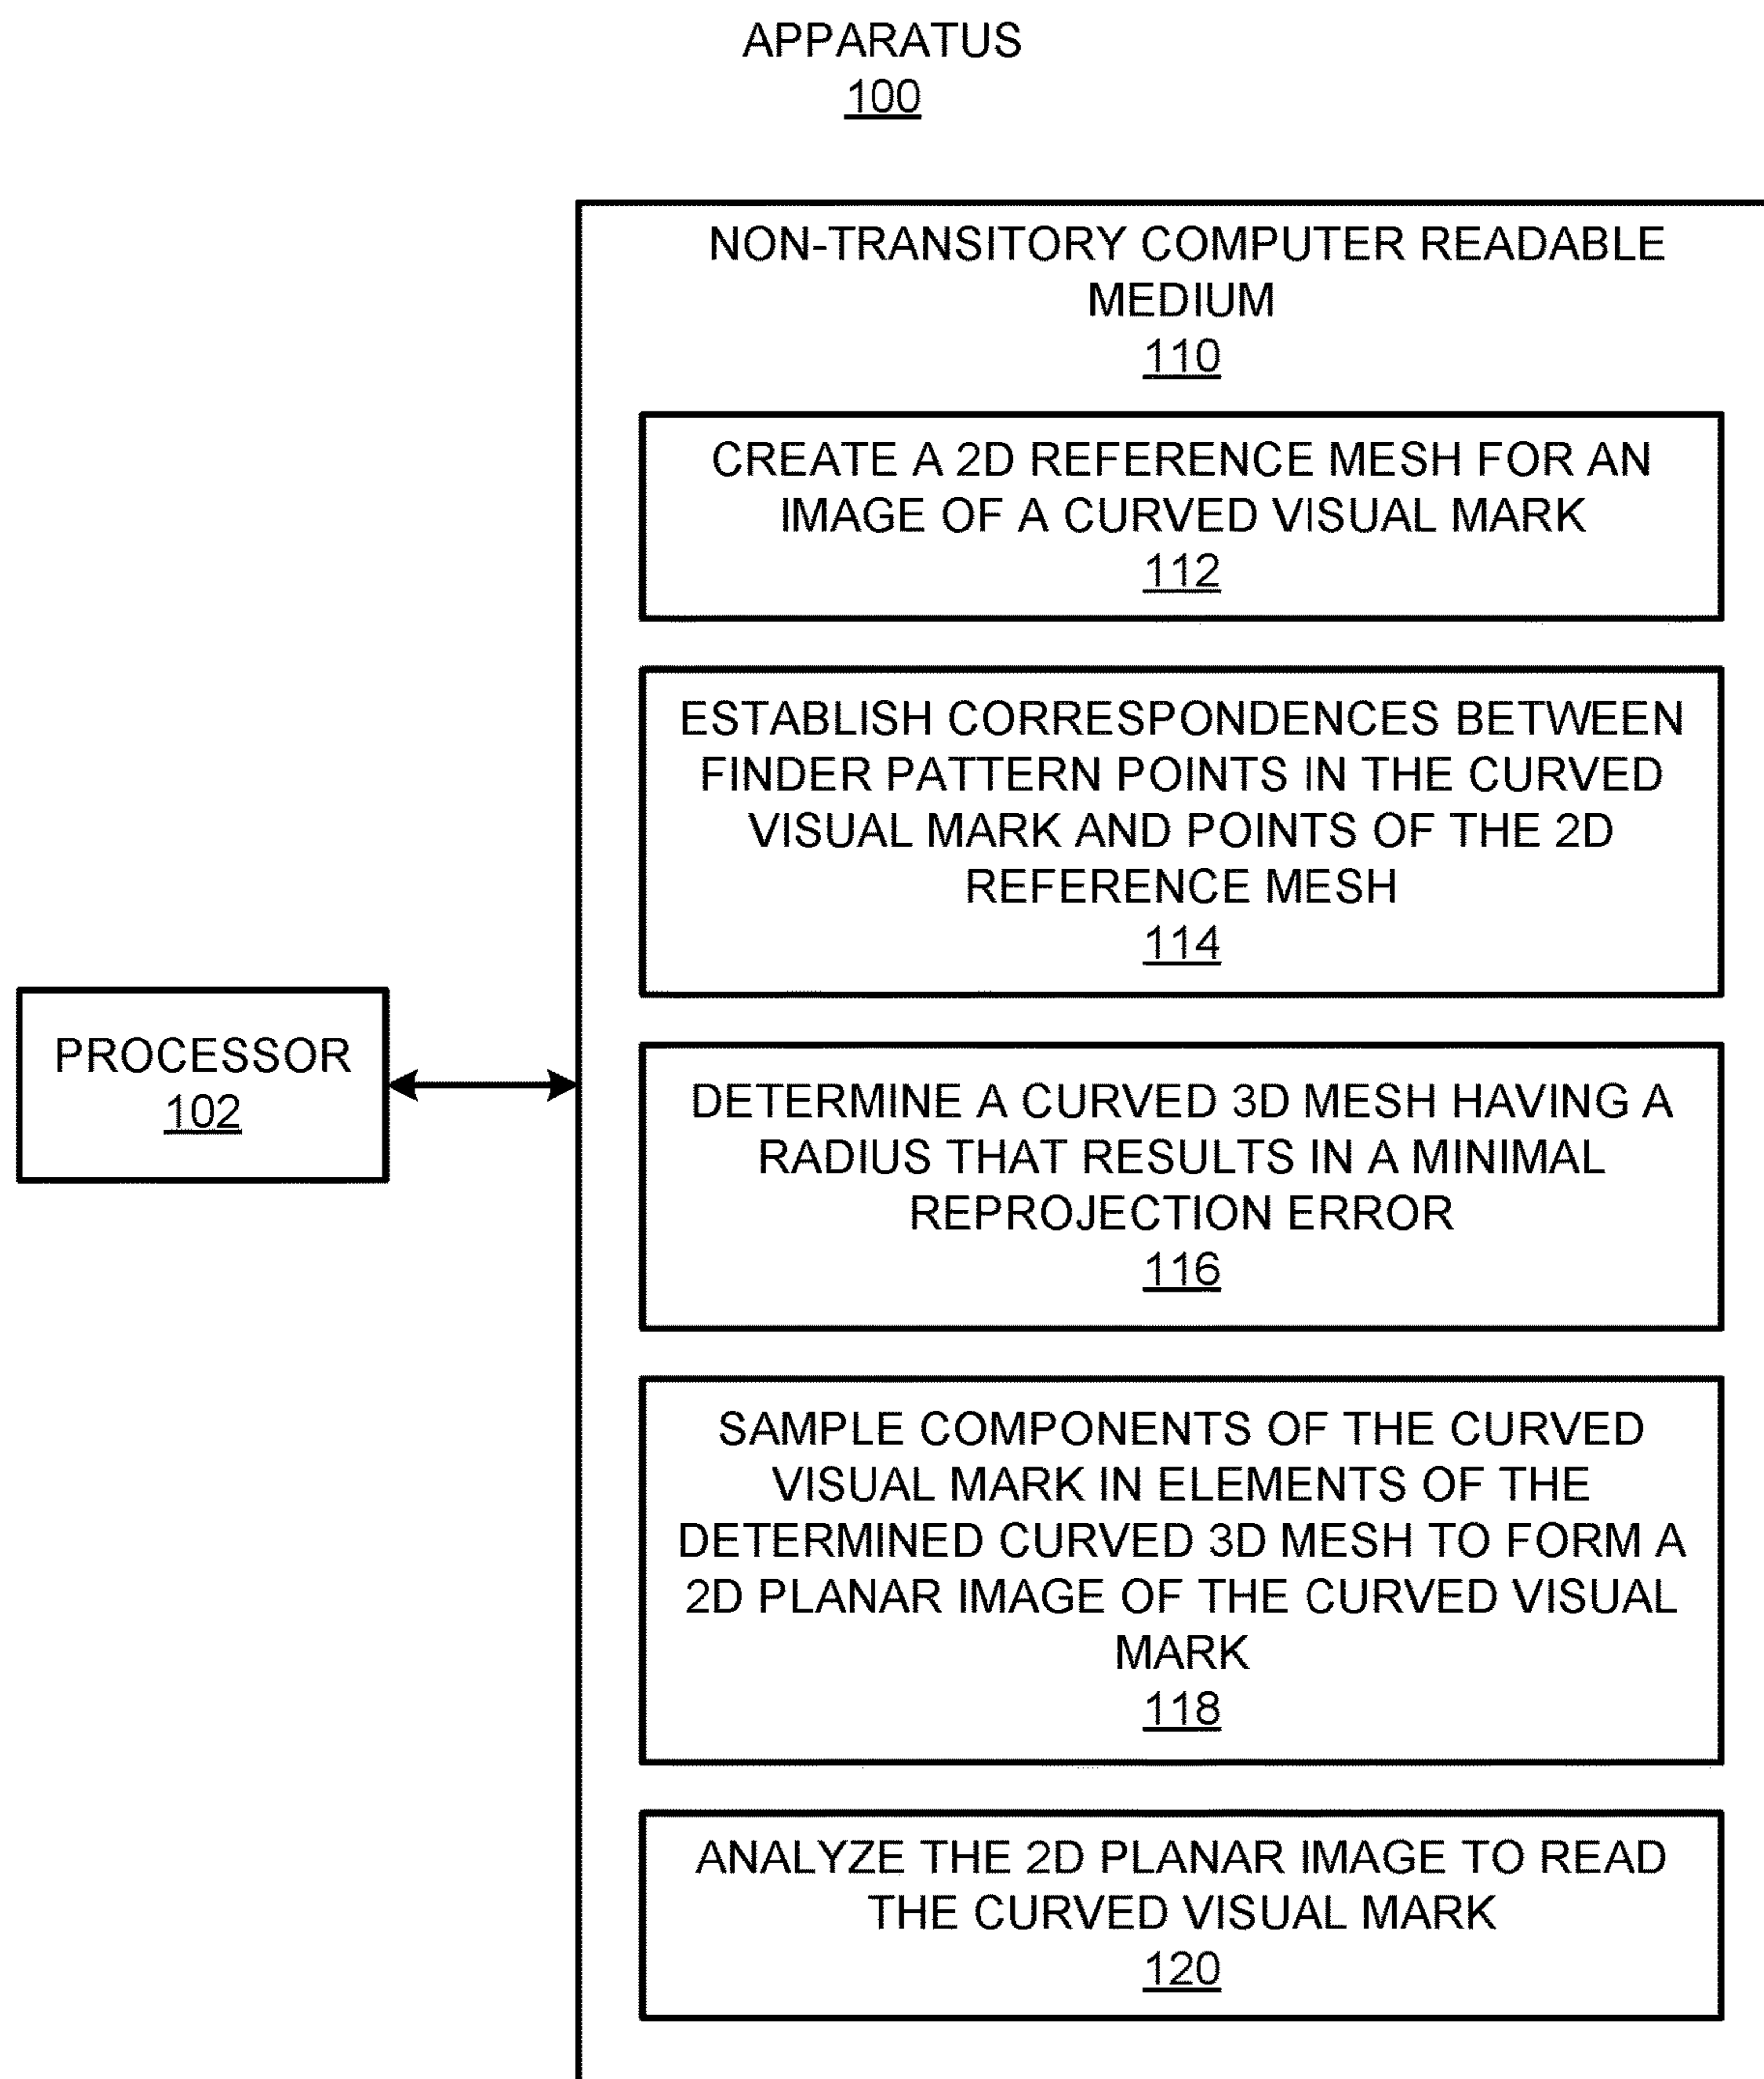 APPARATUS
100
NON-TRANSITORY COMPUTER READABLE
MEDIUM
110
CREATE A 2D REFERENCE MESH FOR AN
IMAGE OF A CURVED VISUAL MARK
112
ESTABLISH CORRESPONDENCES BETWEEN
FINDER PATTERN POINTS IN THE CURVED
VISUAL MARK AND POINTS OF THE 2D
REFERENCE MESH
114
PROCESSOR
102
DETERMINE A CURVED 3D MESH HAVING A
RADIUS THAT RESULTS IN A MINIMAL
REPROJECTION ERROR
116
SAMPLE COMPONENTS OF THE CURVED
VISUAL MARK IN ELEMENTS OF THE
DETERMINED CURVED 3D MESH TO FORM A
2D PLANAR IMAGE OF THE CURVED VISUAL
MARK
118
ANALYZE THE 2D PLANAR IMAGE TO READ
THE CURVED VISUAL MARK
120